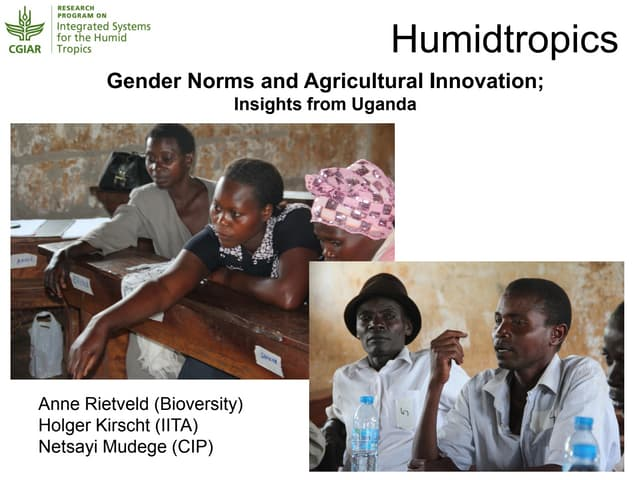 CGIAR
RESEARCH
PROGRAM ON
Integrated Systems
for the Humid
Tropics
Humidtropics
Gender Norms and Agricultural Innovation;
Insights from Uganda
5
Anne Rietveld (Bioversity)
Holger Kirscht (IITA)
Netsayi Mudege (CIP)